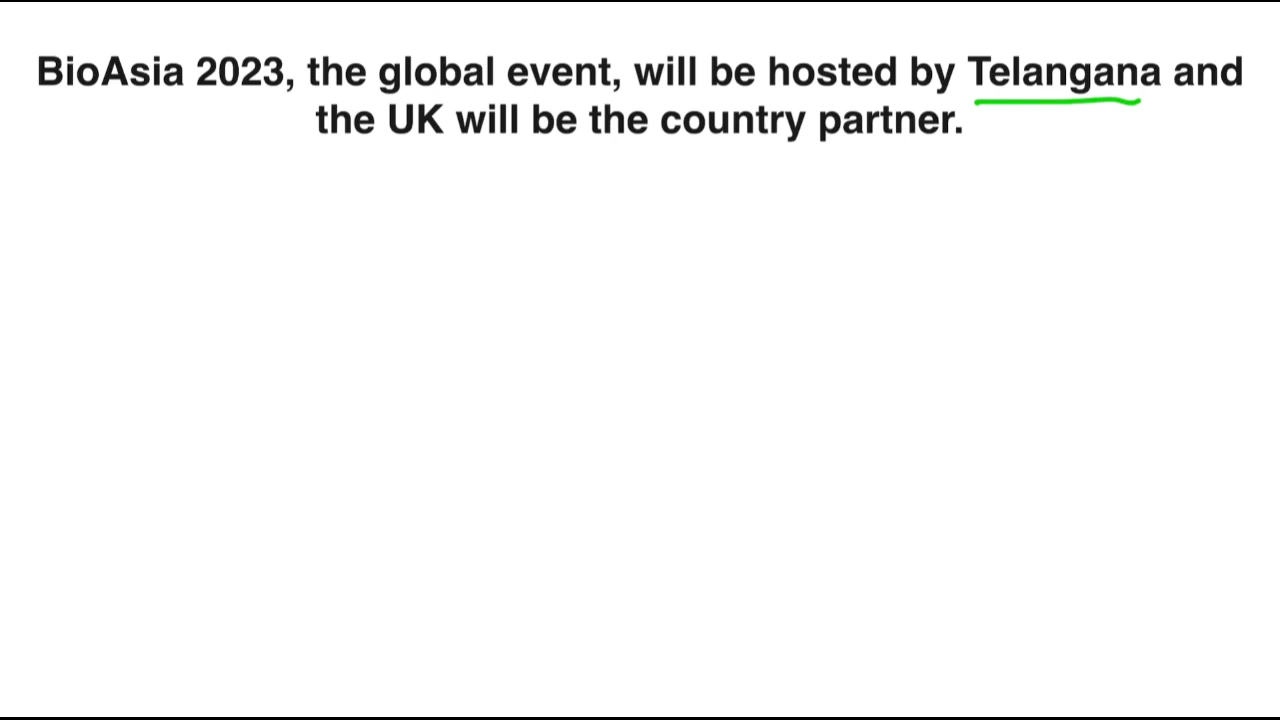 BioAsia 2023, the global event, will be hosted by Telangana and
the UK will be the country partner.